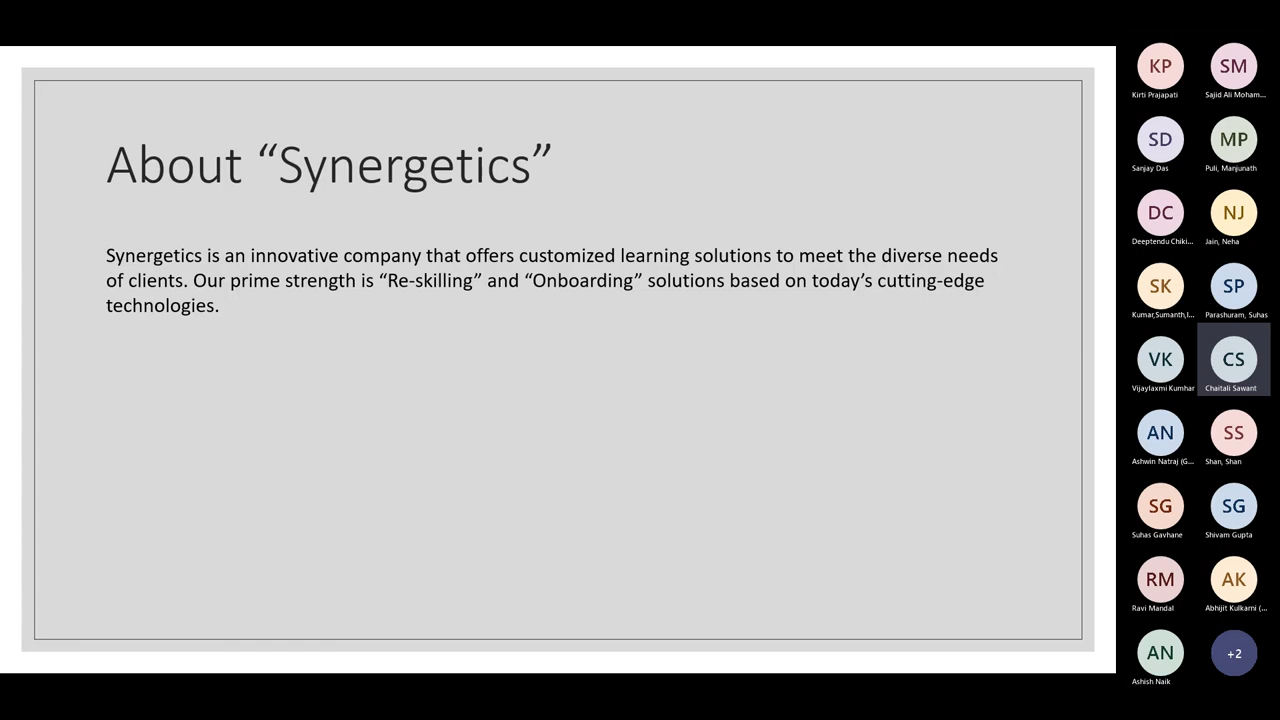 About “Synergetics”
Synergetics is an innovative company that offers customized learning solutions to meet the diverse needs
of clients. Our prime strength is “Re-skilling” and “Onboarding” solutions based on today’s cutting-edge
technologies.
KP
SM
Kirti Prajapati
Sajid Ali Moham...
SD
MP
Sanjay Das
Puli, Manjunath
DC
NJ
Deeptendu Chiki...
Jain, Neha
SK
SP
Kumar,Sumanth,I...
Parashuram, Suhas
VK
CS
Vijaylaxmi Kumhar
Chaitali Sawant
AN
SS
Ashwin Natraj (G...
Shan, Shan
SG
SG
Suhas Gavhane
Shivam Gupta
RM
AK
Ravi Mandal
Abhijit Kulkarni (...
AN
+2
Ashish Naik